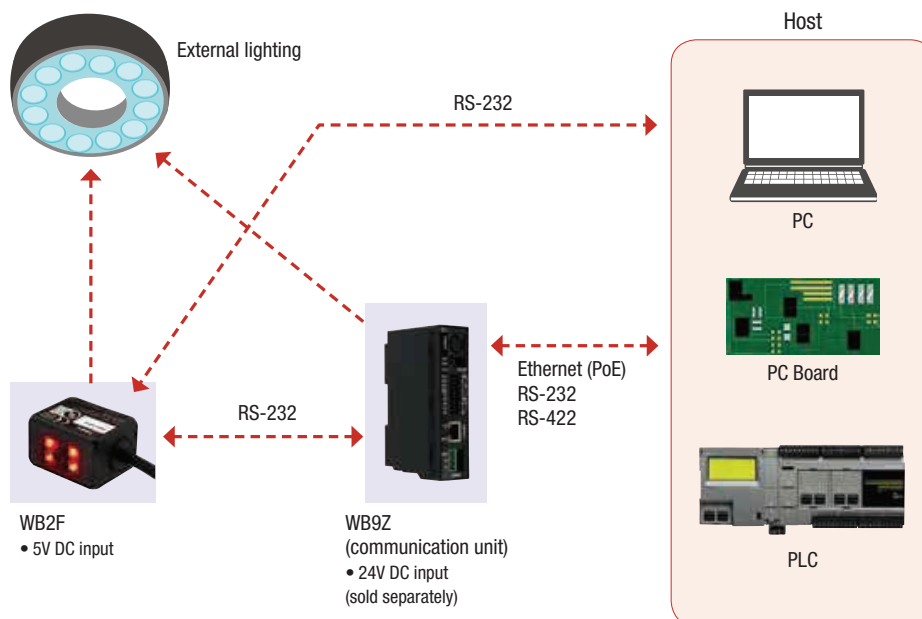 Host
External lighting
RS-232
PC
Ethernet (PoE)
RS-232
RS-422
PC Board
RS-232
WB2F
• 5V DC input
WB9Z
(communication unit)
• 24V DC input
(sold separately)
PLC